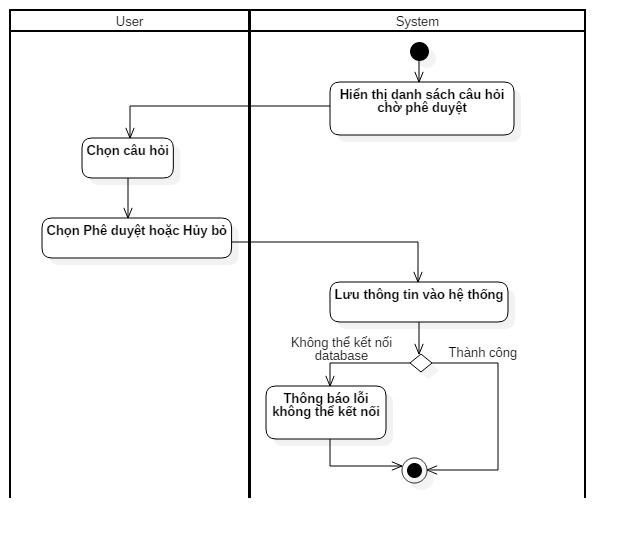 User
System
Hiển thị danh sách câu hỏi
chờ phê duyệt
Chọn câu hỏi
Chọn Phê duyệt hoặc Hủy bỏ
Lưu thông tin vào hệ thống
Không thể kết nối
database
Thành công
Thông báo lỗi
không thể kết nối